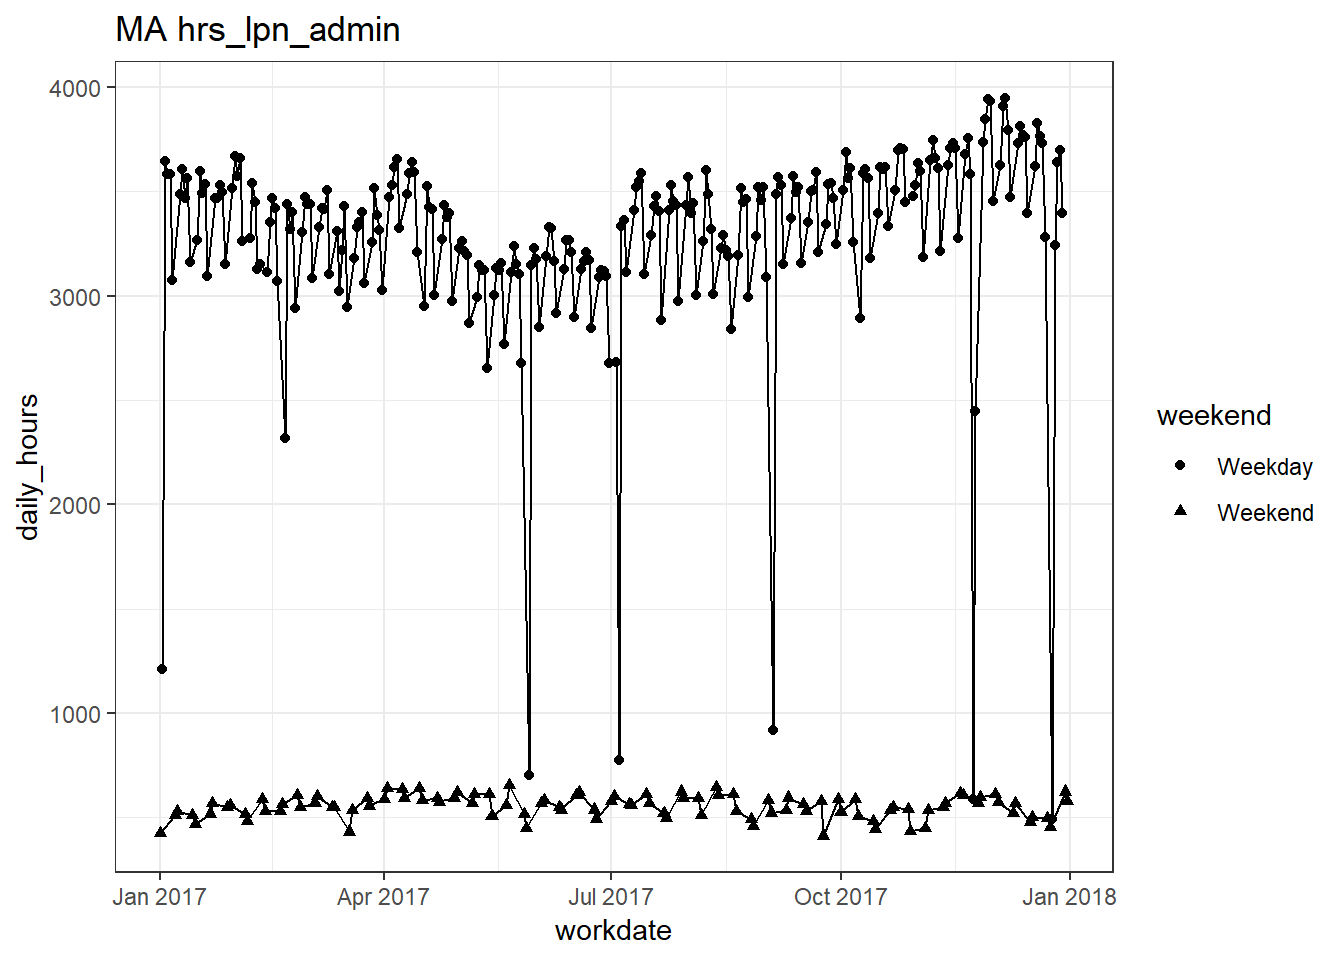 MA hrs_lpn_admin
4000
3000
2000
1000
daily_hours
Jan 2017
Apr 2017
Jul 2017
Oct 2017
Jan 2018
workdate
weekend
Weekday
Weekend